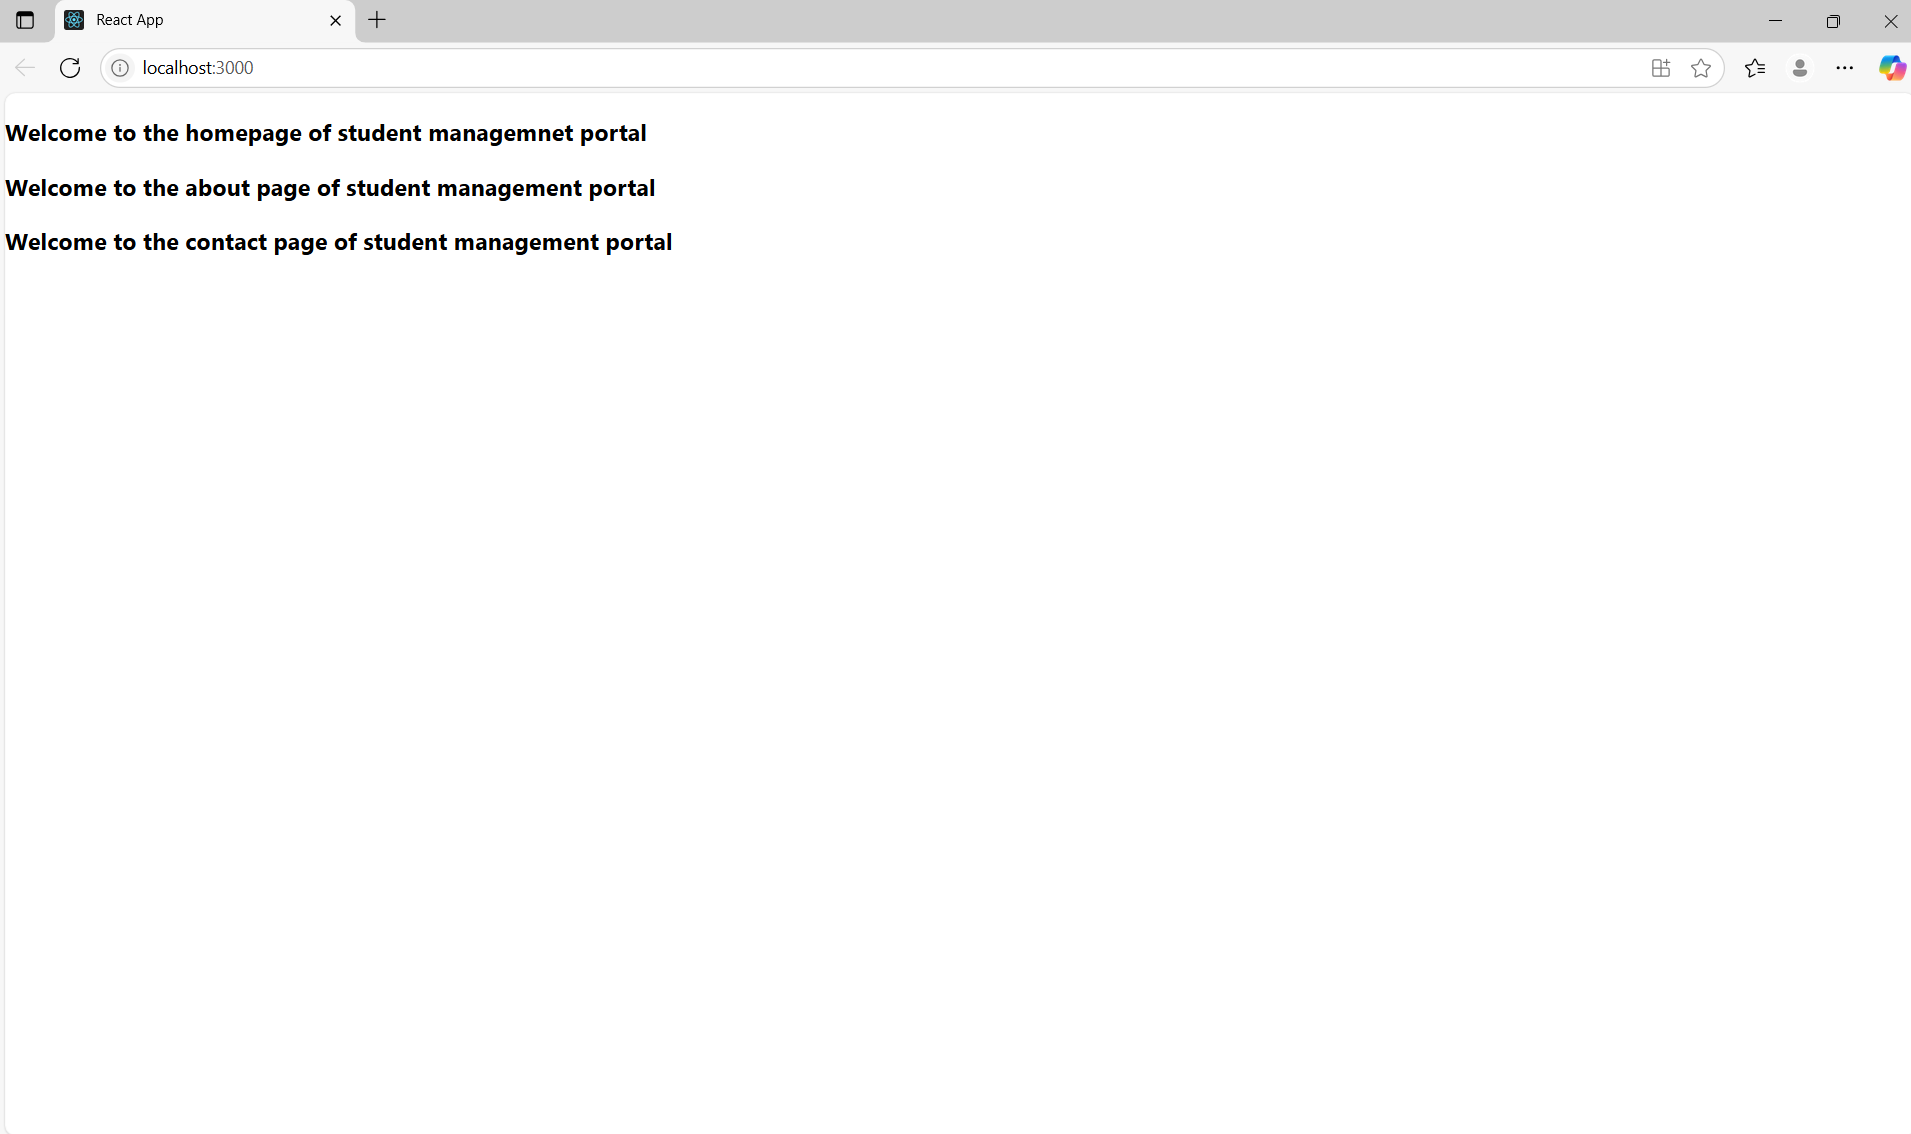 React App
localhost:3000
Welcome to the homepage of student managemnet portal
Welcome to the about page of student management portal
Welcome to the contact page of student management portal